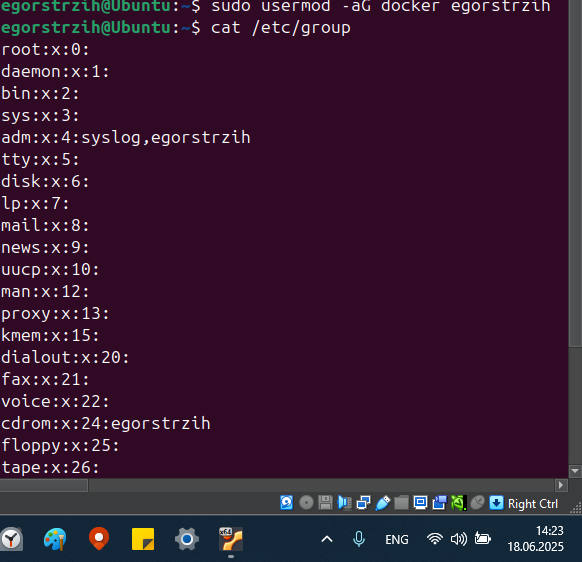 egorstrzih@Ubuntu:~$ sudo usermod -aG docker egorstrzih
egorstrzih@Ubuntu:~$ cat /etc/group
root:x:0:
daemon:x:1:
bin:x:2:
sys:x:3:
adm:x:4:syslog,egorstrzih
tty:x:5:
disk:x:6:
lp:x:7:
mail:x:8:
news:x:9:
uucp:x:10:
man:x:12:
proxy:x:13:
kmem:x:15:
dialout:x:20:
fax:x:21:
voice:x:22:
cdrom:x:24:egorstrzih
floppy:x:25:
tape:x:26:
Right Ctrl
x64
ENG
14:23
18.06.2025